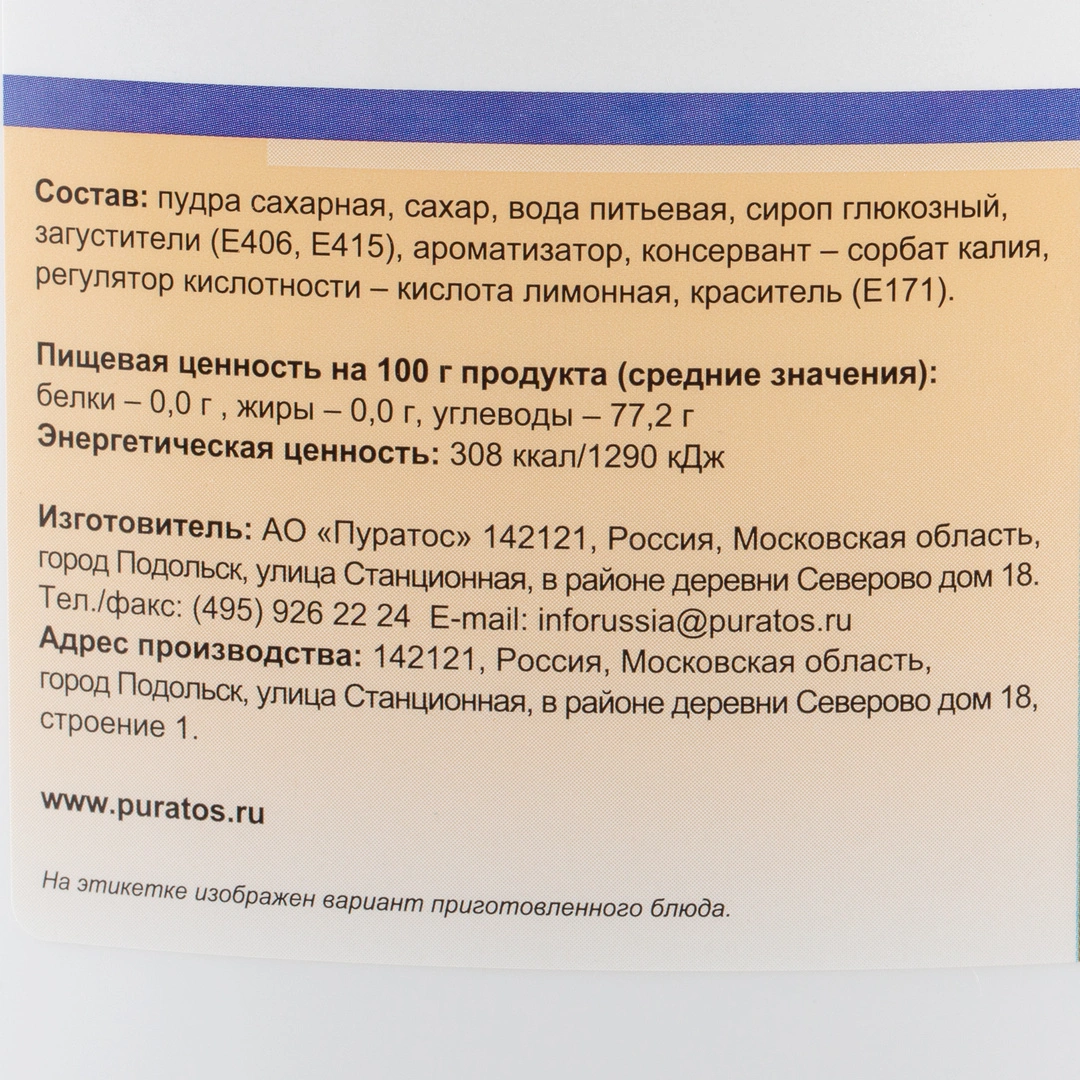 Состав: пудра сахарная, сахар, вода питьевая, сироп глюкозный,
загустители (Е406, Е415), ароматизатор, консервант – сорбат калия,
регулятор кислотности – кислота лимонная, краситель (Е171).
Пищевая ценность на 100 г продукта (средние значения):
белки – 0,0 г , жиры – 0,0 г, углеводы – 77,2 г
Энергетическая ценность: 308 ккал/1290 кДж
Изготовитель: АО «Пуратос» 142121, Россия, Московская область,
город Подольск, улица Станционная, в районе деревни Северово дом 18.
Тел./факс: (495) 926 22 24 E-mail: inforussia@puratos.ru
Адрес производства: 142121, Россия, Московская область,
город Подольск, улица Станционная, в районе деревни Северово дом 18,
строение 1.
www.puratos.ru
На этикетке изображен вариант приготовленного блюда.